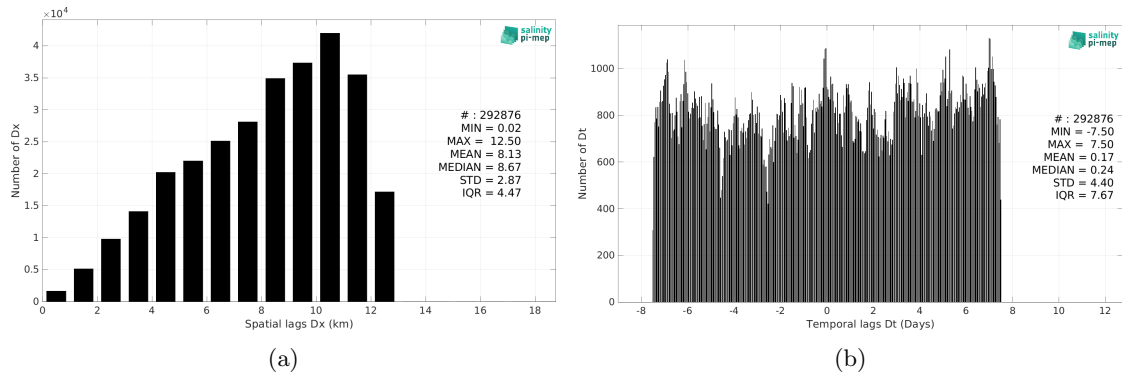 ×10⁴
salinity
pi-mep
4
3.5
3
2.5
2
1.5
1
0.5
0
Number of Dx
# : 292876
MIN = 0.02
MAX = 12.50
MEAN = 8.13
MEDIAN = 8.67
STD = 2.87
IQR = 4.47
0 2 4 6 8 10 12 14 16 18
Spatial lags Dx (km)
(a)
salinity
pi-mep
1000
800
600
400
200
0
Number of Dt
# : 292876
MIN = -7.50
MAX = 7.50
MEAN = 0.17
MEDIAN = 0.24
STD = 4.40
IQR = 7.67
-8 -6 -4 -2 0 2 4 6 8 10 12
Temporal lags Dt (Days)
(b)